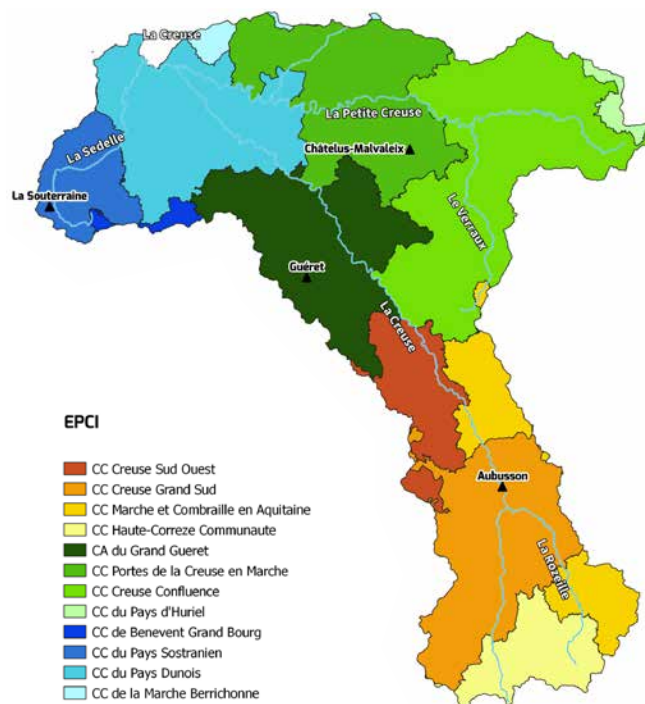 La Creuse
La Petite Creuse
La Sedelle
Châtelus-Malvaleix
La Souterraine
Le Verraux
Guéret
La Creuse
EPCI
CC Creuse Sud Ouest
CC Creuse Grand Sud
CC Marche et Combraille en Aquitaine
CC Haute-Correze Communaute
CA du Grand Gueret
CC Portes de la Creuse en Marche
CC Creuse Confluence
CC du Pays d'Huriel
CC de Benevent Grand Bourg
CC du Pays Sostranien
CC du Pays Dunois
CC de la Marche Berrichonne
Aubusson
La Rozeille